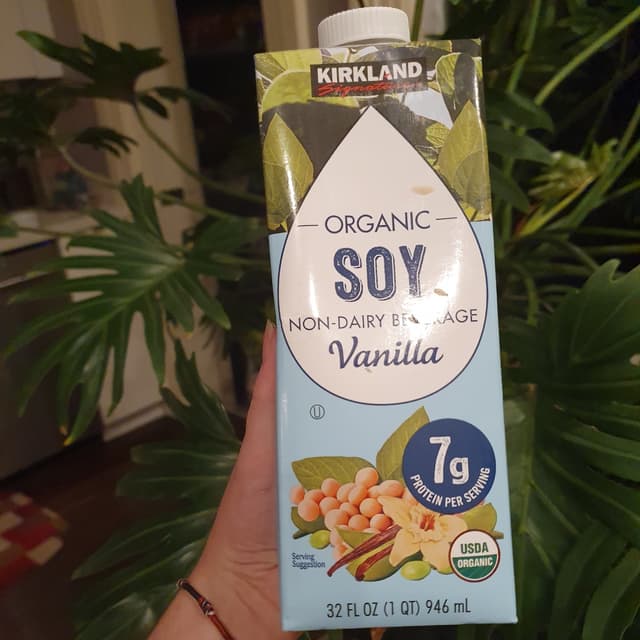 KIRKLAND
Signature
ORGANIC
SOY
NON-DAIRY BEVERAGE
Vanilla
U
7g
PROTEIN PER SERVING
Serving
Suggestion
USDA
ORGANIC
32 FL OZ (1 QT) 946 mL